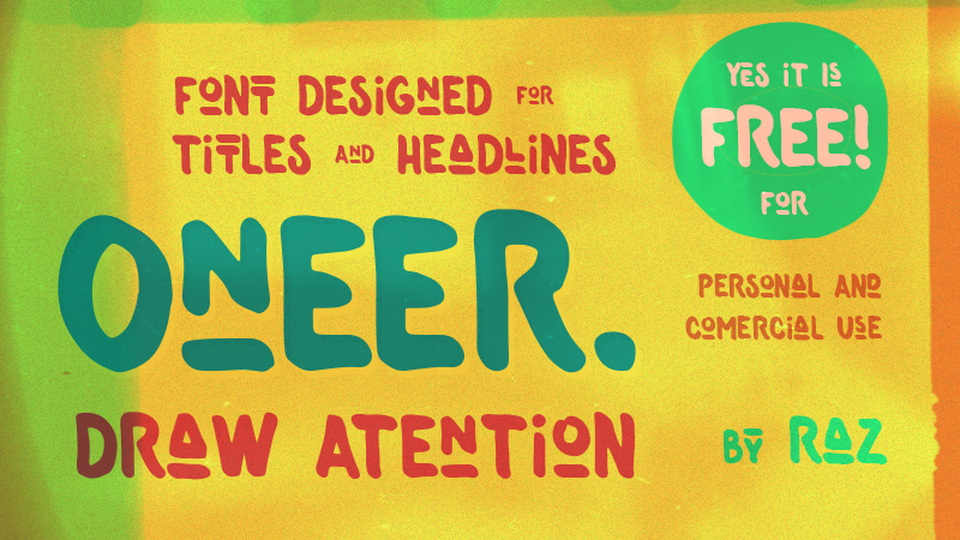 FONT DESiGNED FOR
TiTLES AND HEADLiNES
ONEER.
DRAW ATENTiON
YES iT IS
FREE!
FOR
PERSONAL AND
COMERCiAL USE
BY RAZ